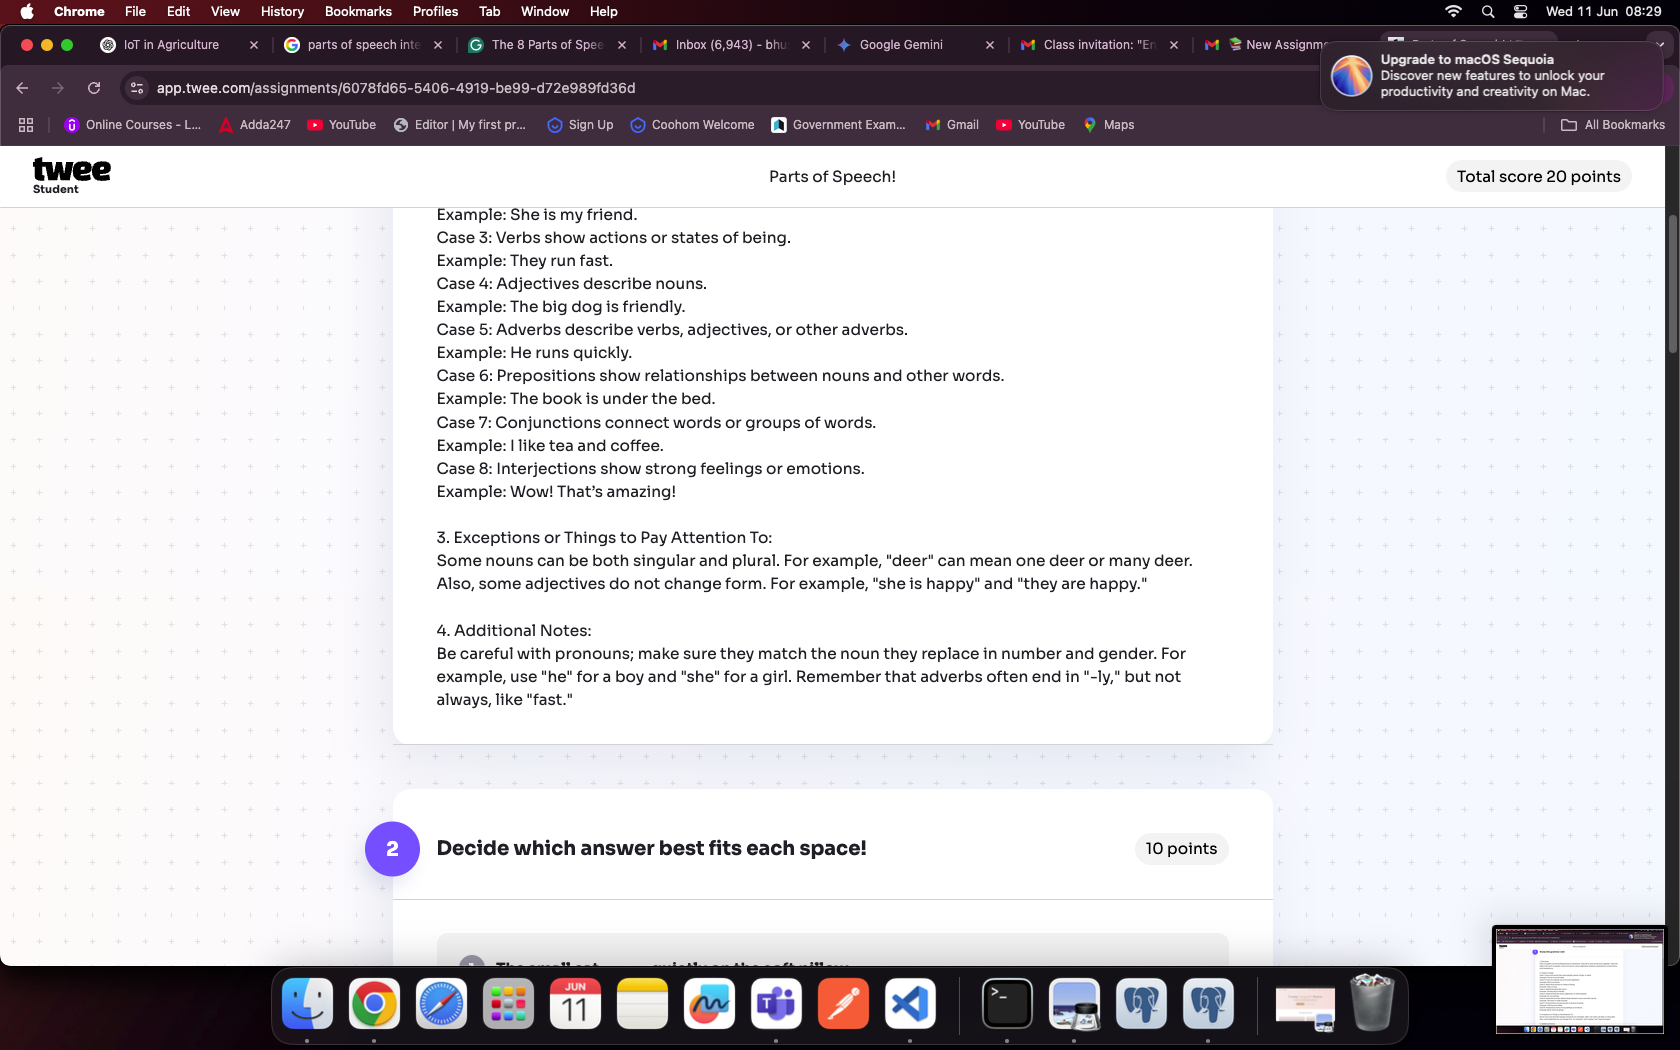 Chrome File Edit View History Bookmarks Profiles Tab Window Help Wed 11 Jun 08:29
IoT in Agriculture
parts of speech inte
The 8 Parts of Spee
Inbox (6,943) - bhu
Google Gemini
Class invitation: "En
New Assignm
Upgrade to macOS Sequoia
Discover new features to unlock your
productivity and creativity on Mac.
app.twee.com/assignments/6078fd65-5406-4919-be99-d72e989fd36d
Online Courses - L... Adda247 YouTube Editor | My first pr... Sign Up Coohom Welcome Government Exam... Gmail YouTube Maps All Bookmarks
twee
Student
Parts of Speech!
Total score 20 points
Example: She is my friend.
Case 3: Verbs show actions or states of being.
Example: They run fast.
Case 4: Adjectives describe nouns.
Example: The big dog is friendly.
Case 5: Adverbs describe verbs, adjectives, or other adverbs.
Example: He runs quickly.
Case 6: Prepositions show relationships between nouns and other words.
Example: The book is under the bed.
Case 7: Conjunctions connect words or groups of words.
Example: I like tea and coffee.
Case 8: Interjections show strong feelings or emotions.
Example: Wow! That's amazing!
3. Exceptions or Things to Pay Attention To:
Some nouns can be both singular and plural. For example, "deer" can mean one deer or many deer.
Also, some adjectives do not change form. For example, "she is happy" and "they are happy."
4. Additional Notes:
Be careful with pronouns; make sure they match the noun they replace in number and gender. For
example, use "he" for a boy and "she" for a girl. Remember that adverbs often end in "-ly," but not
always, like "fast."
2
Decide which answer best fits each space!
10 points
JUN
11